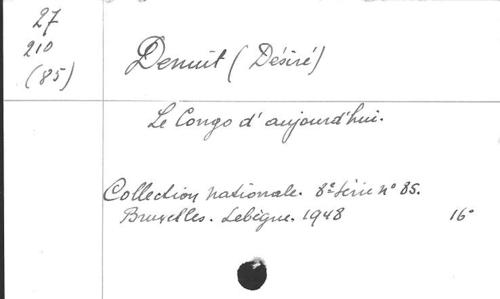 27
210
(85)
Denuit (Désiré)
Le Congo d'aujourd'hui.
Collection nationale. 8e série n° 85.
Bruxelles. Lebègue. 1948 16°